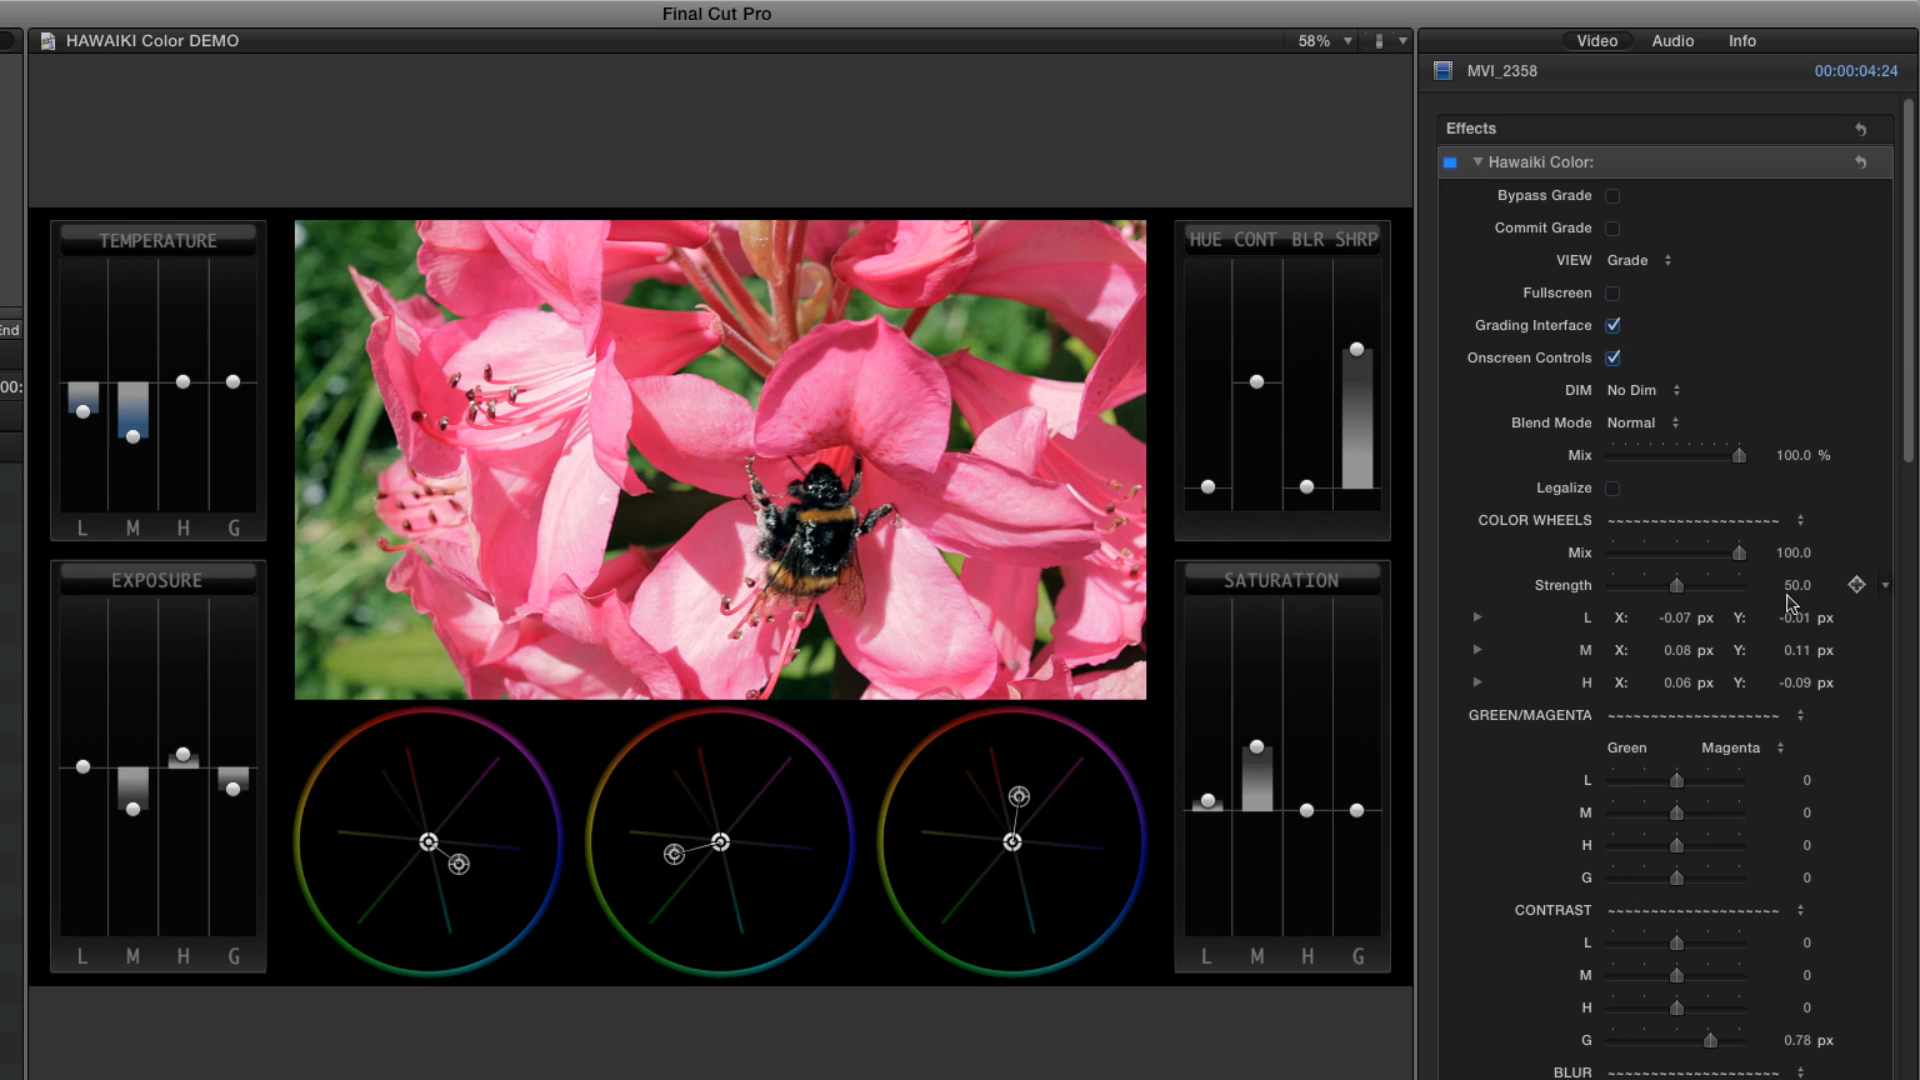 Final Cut Pro
HAWAIKI Color DEMO
58%
Video Audio Info
MVI_2358
00:00:04:24
End
00:
TEMPERATURE
L M H G
EXPOSURE
L M H G
HUE CONT BLR SHRP
SATURATION
L M H G
Effects
Hawaiki Color:
Bypass Grade
Commit Grade
VIEW Grade
Fullscreen
Grading Interface
Onscreen Controls
DIM No Dim
Blend Mode Normal
Mix 100.0 %
Legalize
COLOR WHEELS ~~~~~~~~~~~~~~~~~~~~
Mix 100.0
Strength 50.0
L X: -0.07 px Y: -0.01 px
M X: 0.08 px Y: 0.11 px
H X: 0.06 px Y: -0.09 px
GREEN/MAGENTA ~~~~~~~~~~~~~~~~~~~~
Green Magenta
L 0
M 0
H 0
G 0
CONTRAST ~~~~~~~~~~~~~~~~~~~~
L 0
M 0
H 0
G 0.78 px
BLUR ~~~~~~~~~~~~~~~~~~~~